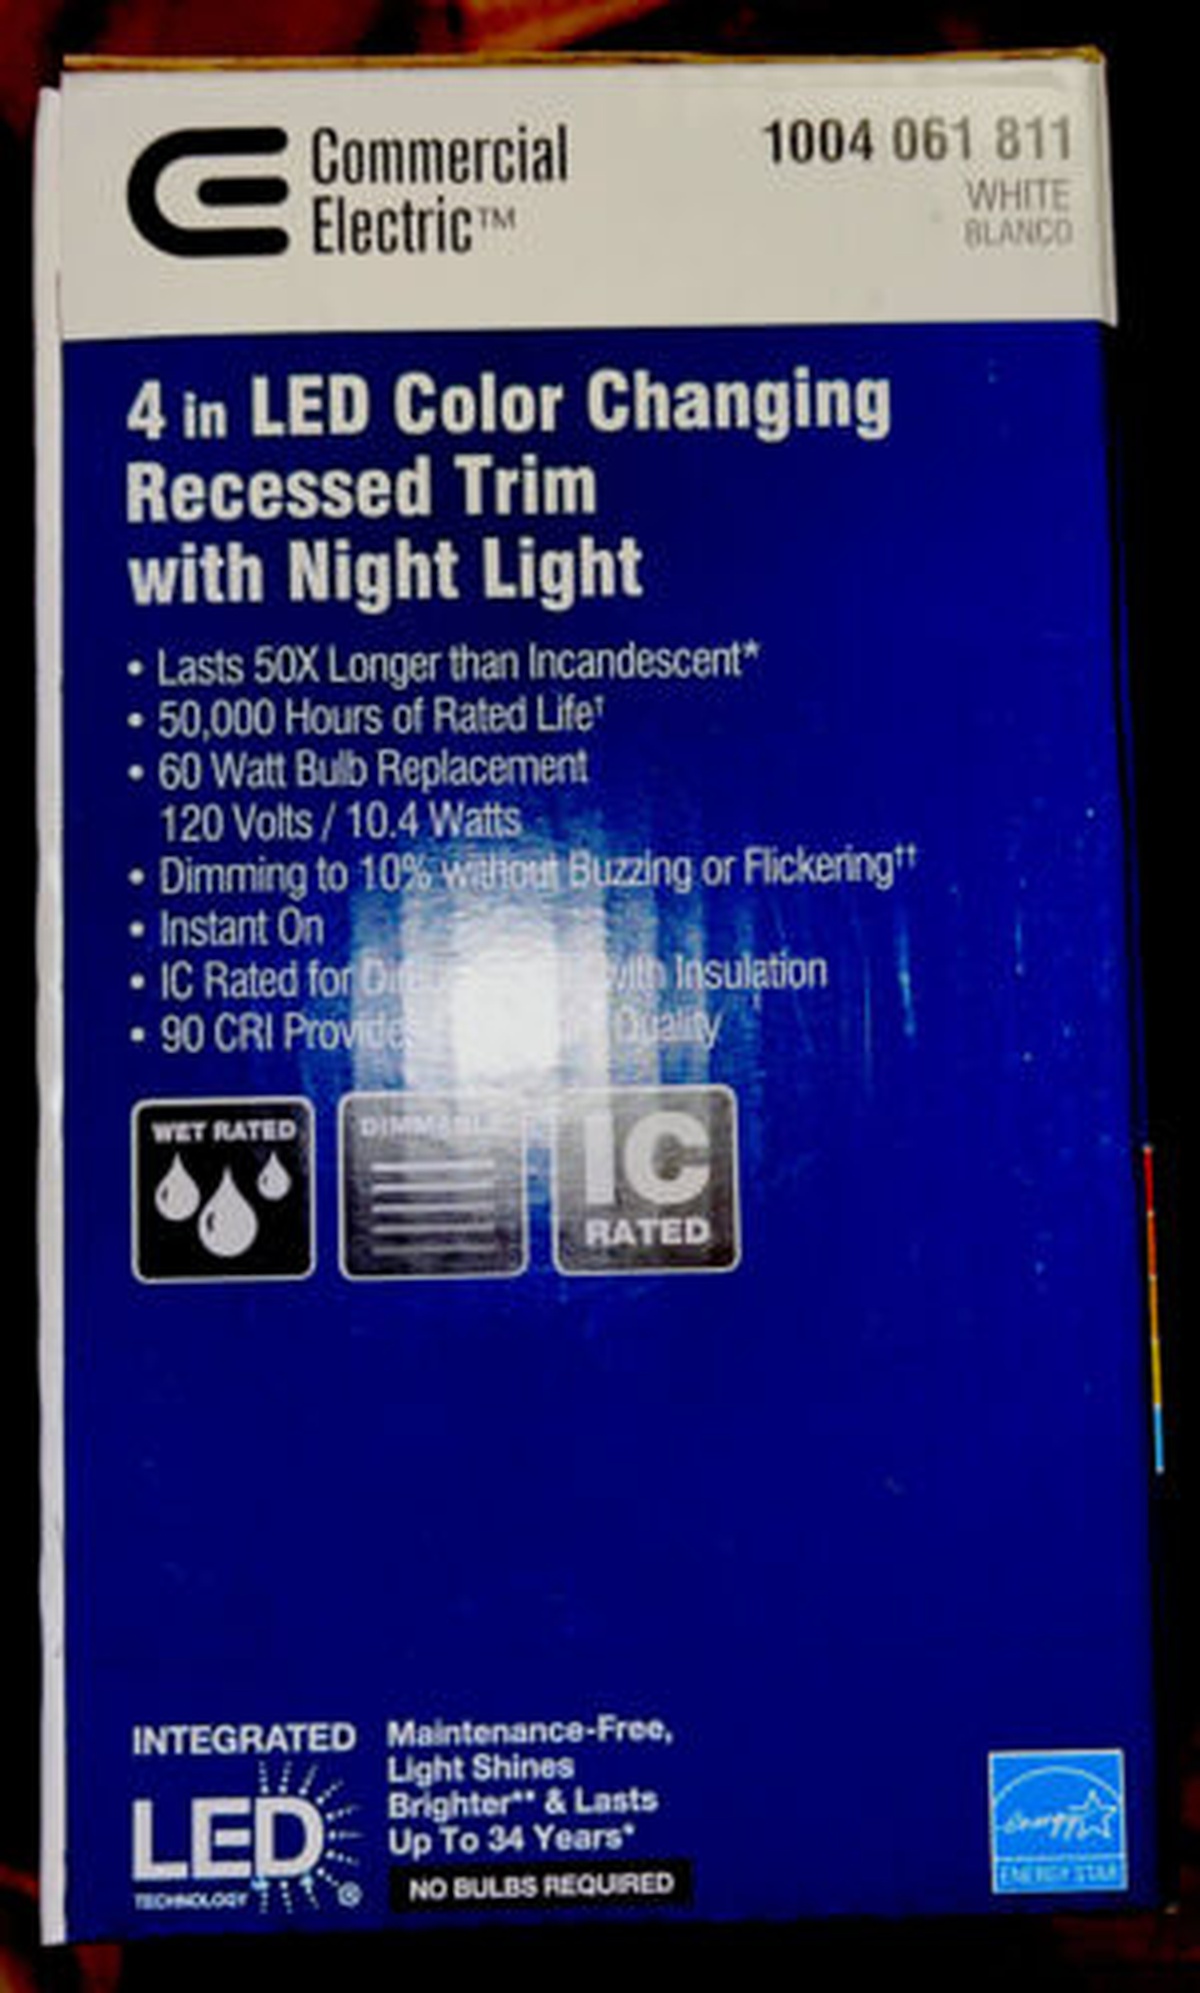 Commercial
Electric™
1004 061 811
WHITE
BLANCO
4 in LED Color Changing
Recessed Trim
with Night Light
• Lasts 50X Longer than Incandescent*
• 50,000 Hours of Rated Life†
• 60 Watt Bulb Replacement
120 Volts / 10.4 Watts
• Dimming to 10% without Buzzing or Flickering††
• Instant On
• IC Rated for with Insulation
• 90 CRI Provides Quality
WET RATED
DIMMABLE
IC
RATED
INTEGRATED
LED
TECHNOLOGY ®
Maintenance-Free,
Light Shines
Brighter** & Lasts
Up To 34 Years*
NO BULBS REQUIRED
energy
ENERGY STAR